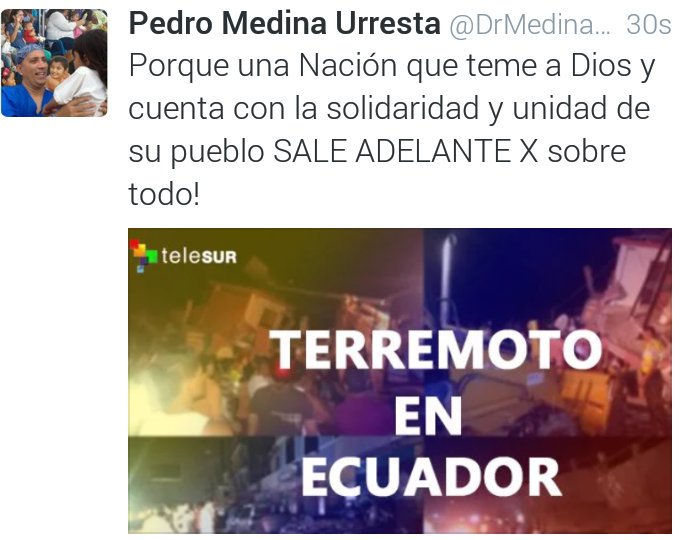 Pedro Medina Urresta @DrMedina... 30s
Porque una Nación que teme a Dios y
cuenta con la solidaridad y unidad de
su pueblo SALE ADELANTE X sobre
todo!
teleSUR
TERREMOTO
EN
ECUADOR